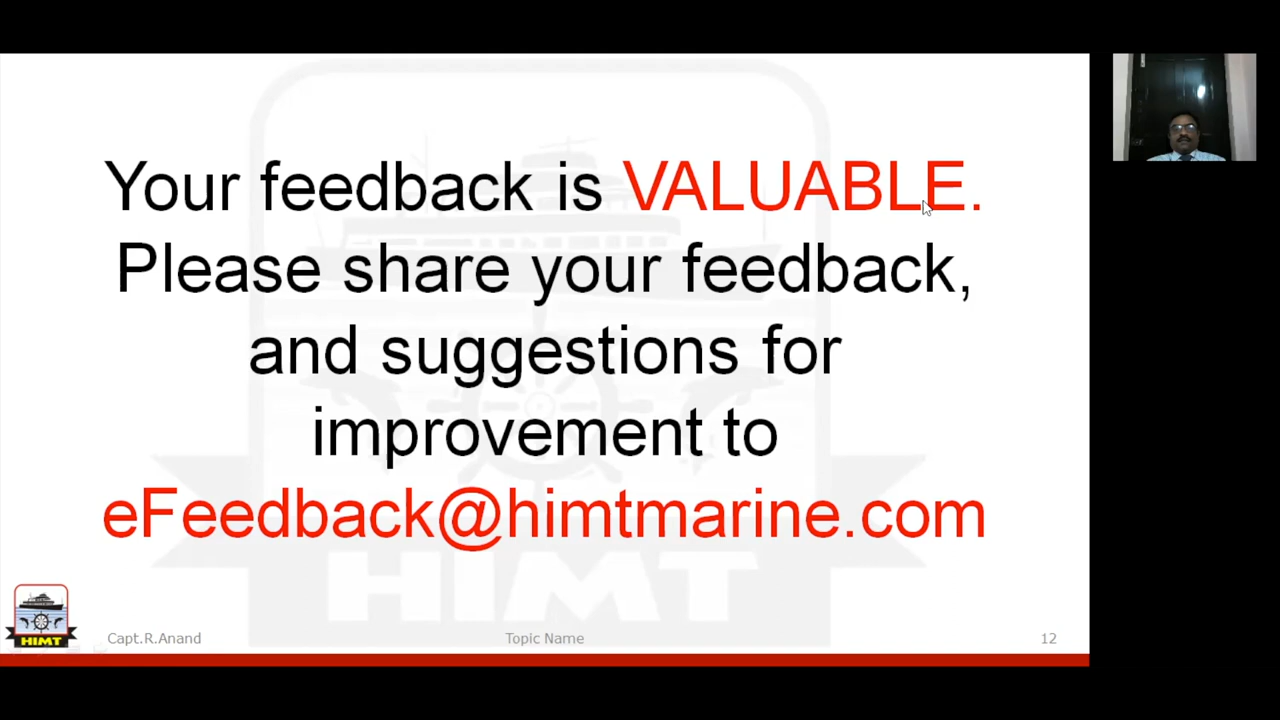 Your feedback is VALUABLE.
Please share your feedback,
and suggestions for
improvement to
eFeedback@himtmarine.com
HIMT
HIMT
Capt.R.Anand
Topic Name
12